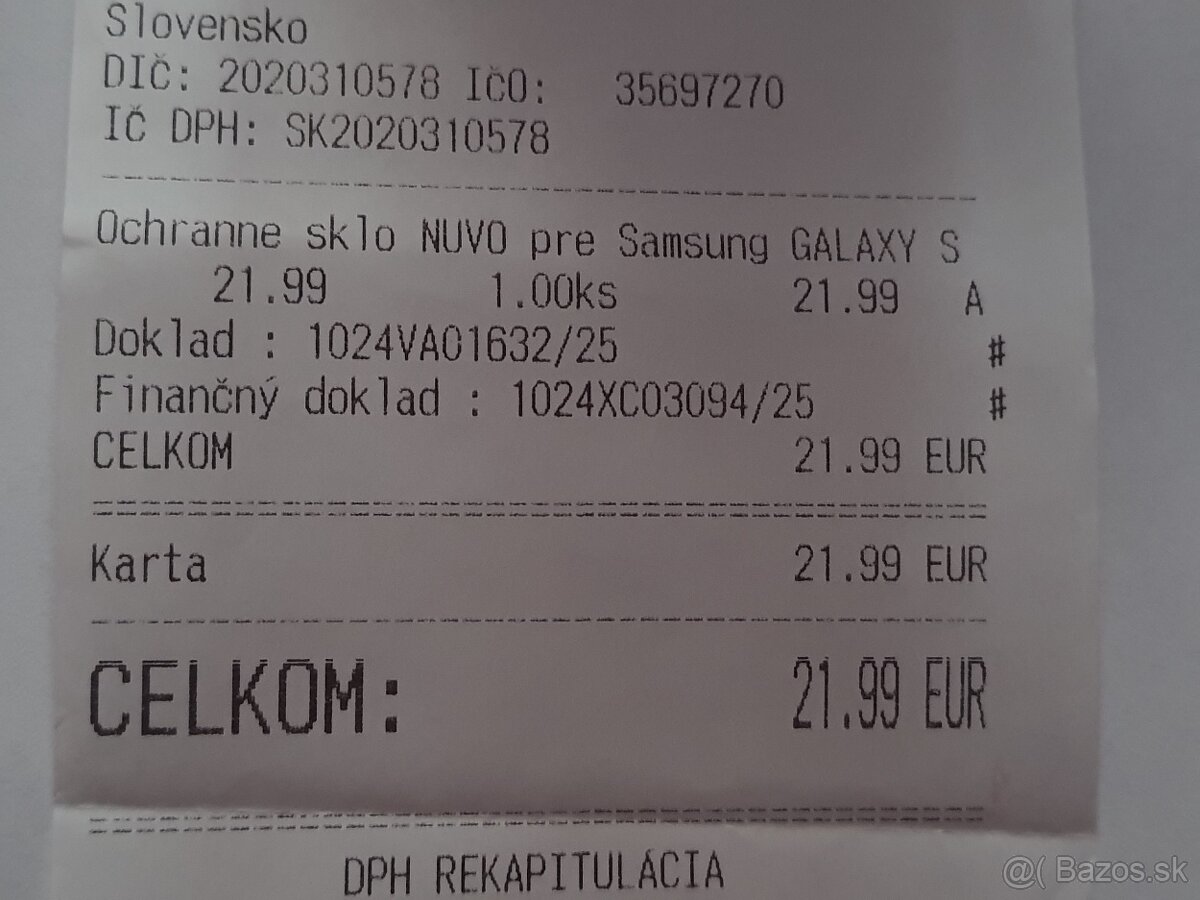 Slovensko
DIČ: 2020310578 IČO: 35697270
IČ DPH: SK2020310578
Ochranne sklo NUVO pre Samsung GALAXY S
21.99 1.00ks 21.99 A
Doklad : 1024VA01632/25 #
Finančný doklad : 1024XC03094/25 #
CELKOM 21.99 EUR
Karta 21.99 EUR
CELKOM: 21.99 EUR
DPH REKAPITULÁCIA
@( Bazos.sk